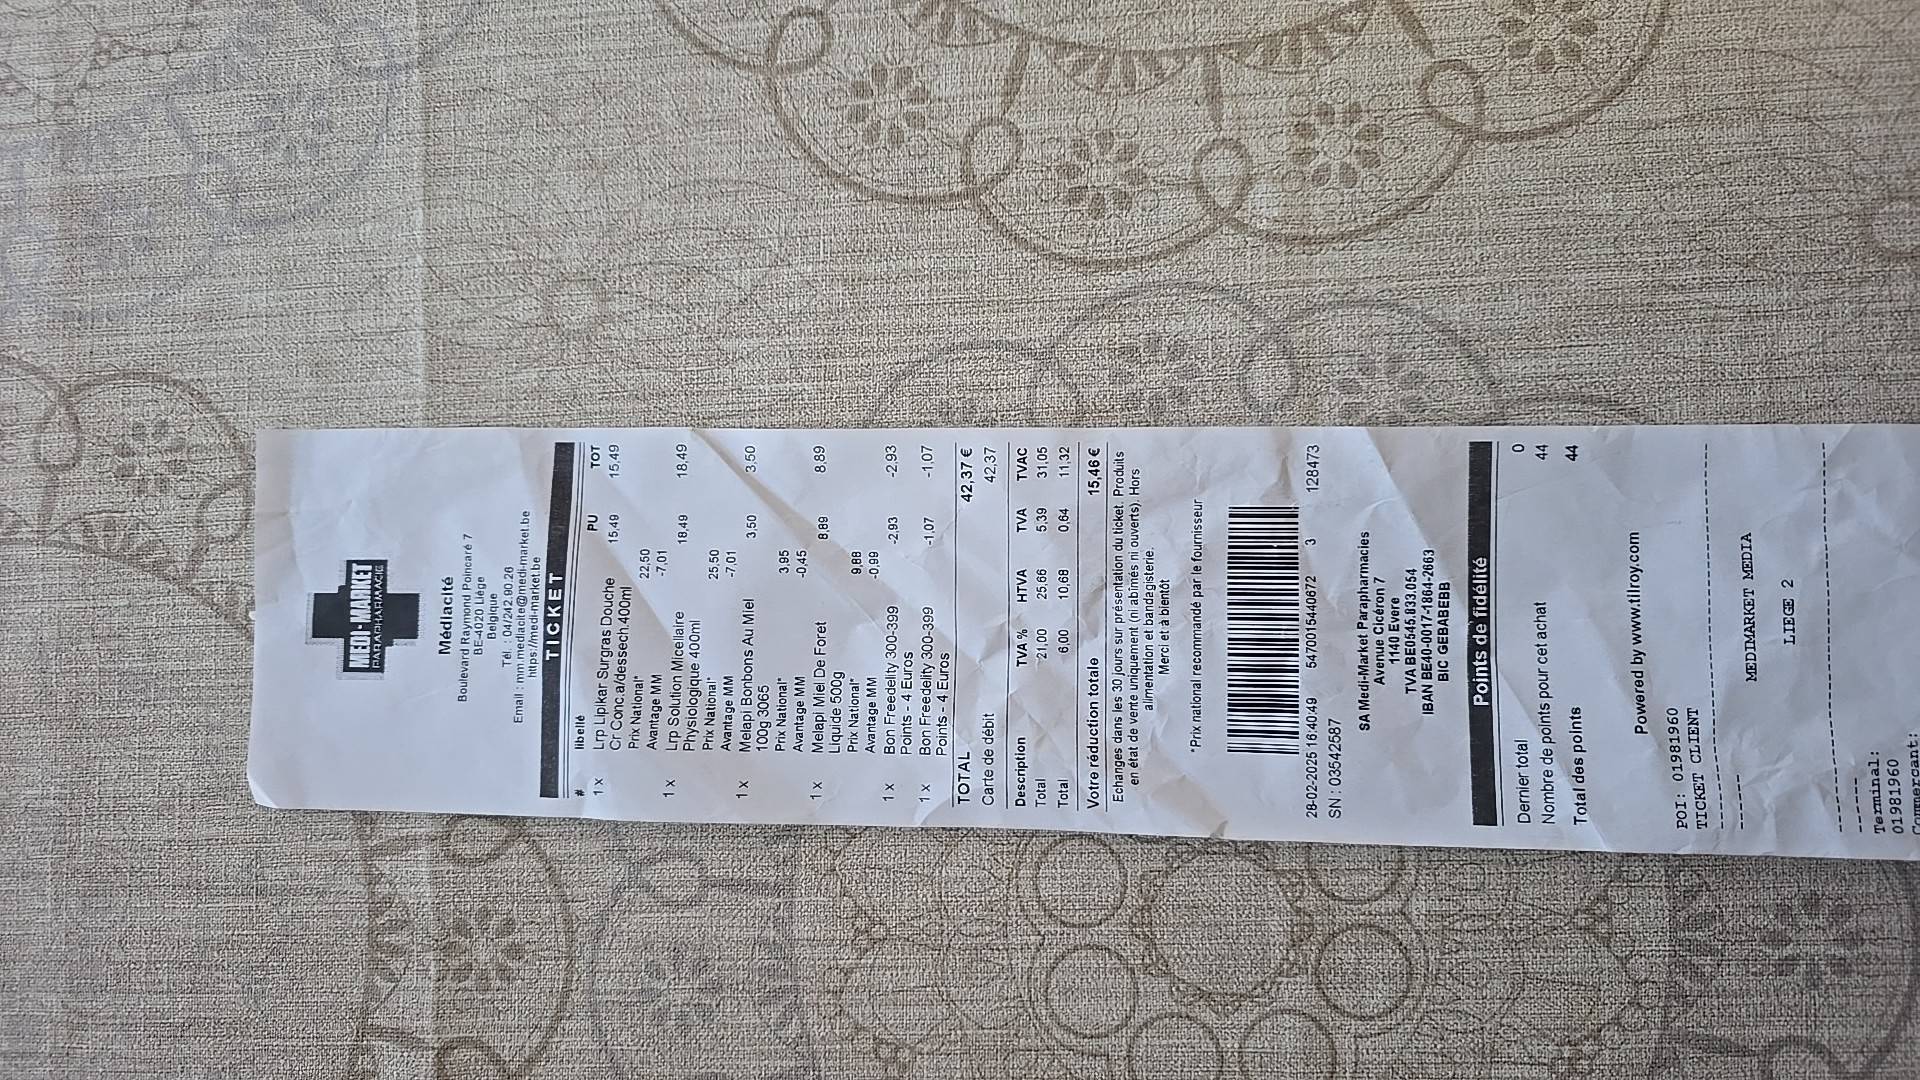 MEDI-MARKET
PARAPHARMACIE
Médiacité
Boulevard Raymond Poincaré 7
BE-4020 Liège
Belgique
Tél. : 04/242.90.26
Email : mm.mediacite@medi-market.be
https://medi-market.be
TICKET
# libellé PU TOT
1 x Lrp Lipikar Surgras Douche 15,49 15,49
Cr Conc.a/dessech 400ml
Prix National* 22,50
Avantage MM -7,01
1 x Lrp Solution Micellaire 18,49 18,49
Physiologique 400ml
Prix National* 25,50
Avantage MM -7,01
1 x Melapi Bonbons Au Miel 3,50 3,50
100g 3065
Prix National* 3,95
Avantage MM -0,45
1 x Melapi Miel De Foret 8,89 8,89
Liquide 500g
Prix National* 9,88
Avantage MM -0,99
1 x Bon Freedelity 300-399 -2,93 -2,93
Points - 4 Euros
1 x Bon Freedelity 300-399 -1,07 -1,07
Points - 4 Euros
TOTAL 42,37 €
Carte de débit 42,37
Description TVA % HTVA TVA TVAC
Total 21,00 25,66 5,39 31,05
Total 6,00 10,68 0,64 11,32
Votre réduction totale 15,46 €
Echanges dans les 30 jours sur présentation du ticket. Produits
en état de vente uniquement (ni abîmés ni ouverts). Hors
alimentation et bandagisterie.
Merci et à bientôt
*Prix national recommandé par le fournisseur
28-02-2025 16:40:49 5470015440672 3 128473
SN : 03542587
SA Medi-Market Parapharmacies
Avenue Cicéron 7
1140 Evere
TVA BE0545.833.054
IBAN BE40-0017-1864-2663
BIC GEBABEBB
Points de fidélité
Dernier total 0
Nombre de points pour cet achat 44
Total des points 44
Powered by www.tilroy.com
POI: 01981960
TICKET CLIENT
MEDIMARKET MEDIA
LIEGE 2
Terminal:
01981960
Commerçant: